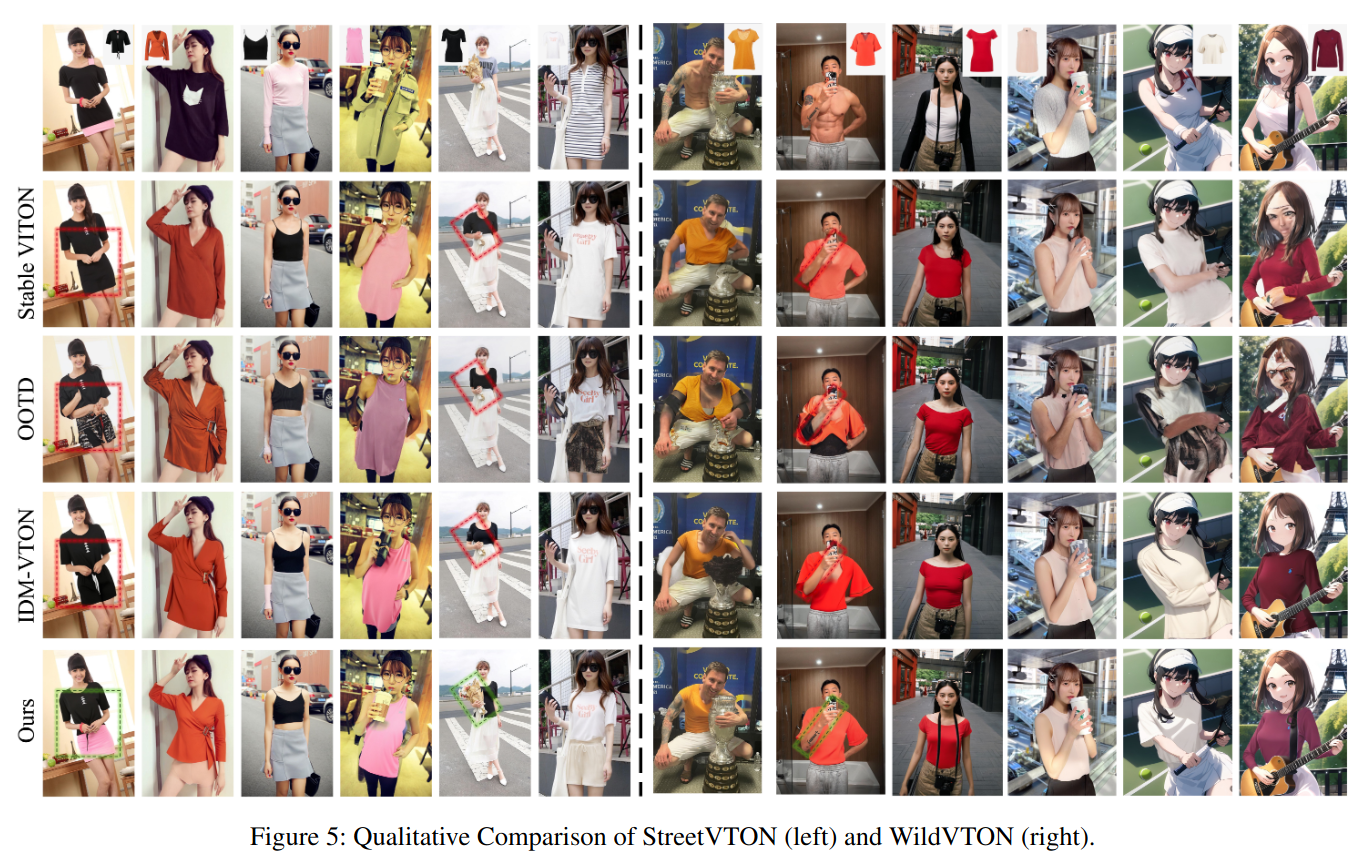 Stable VITON
OOTD
IDM-VTON
Ours
Figure 5: Qualitative Comparison of StreetVTON (left) and WildVTON (right).